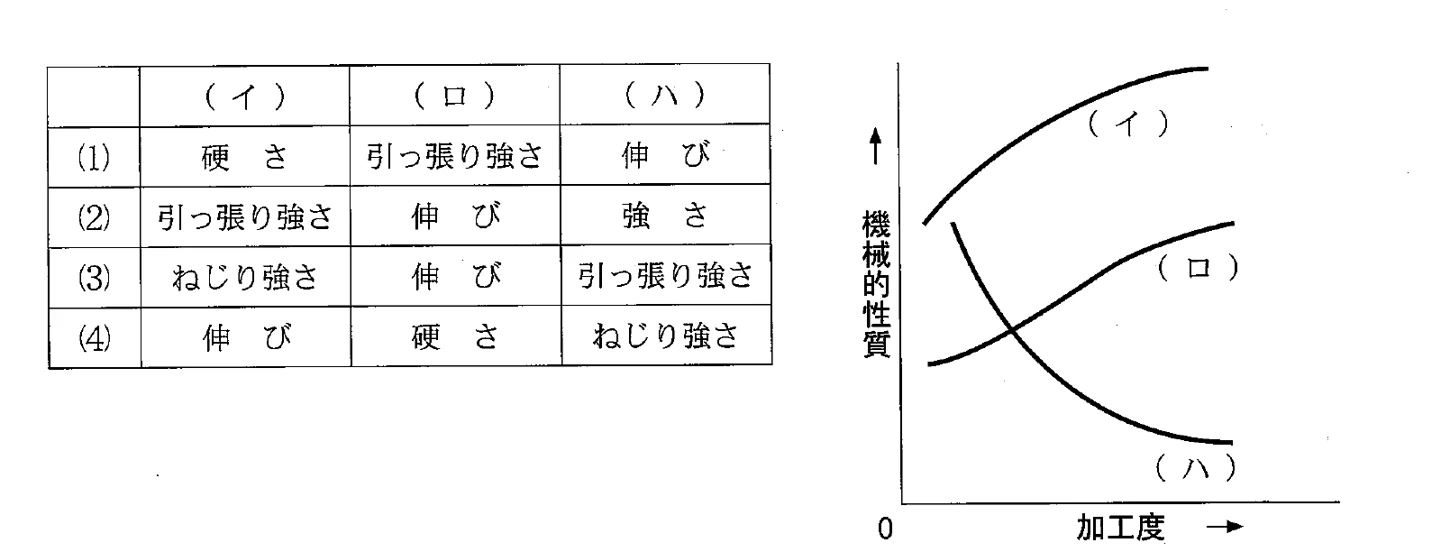 （イ） （ロ） （ハ）
(1) 硬 さ 引っ張り強さ 伸 び
(2) 引っ張り強さ 伸 び 強 さ
(3) ねじり強さ 伸 び 引っ張り強さ
(4) 伸 び 硬 さ ねじり強さ
（イ）
（ロ）
（ハ）
↑
機械的性質
0 加工度 →